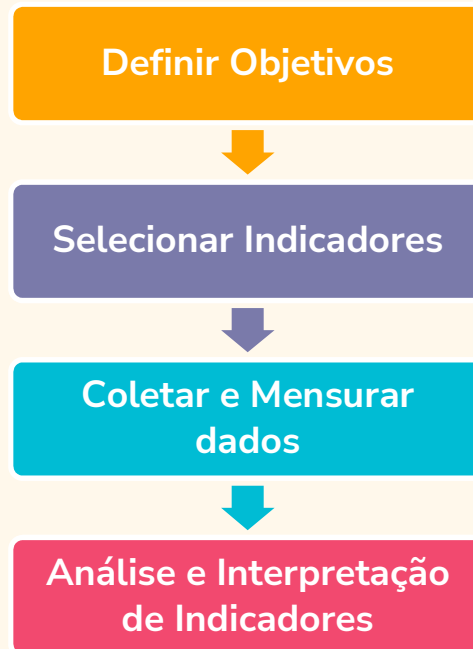 Definir Objetivos
Selecionar Indicadores
Coletar e Mensurar
dados
Análise e Interpretação
de Indicadores